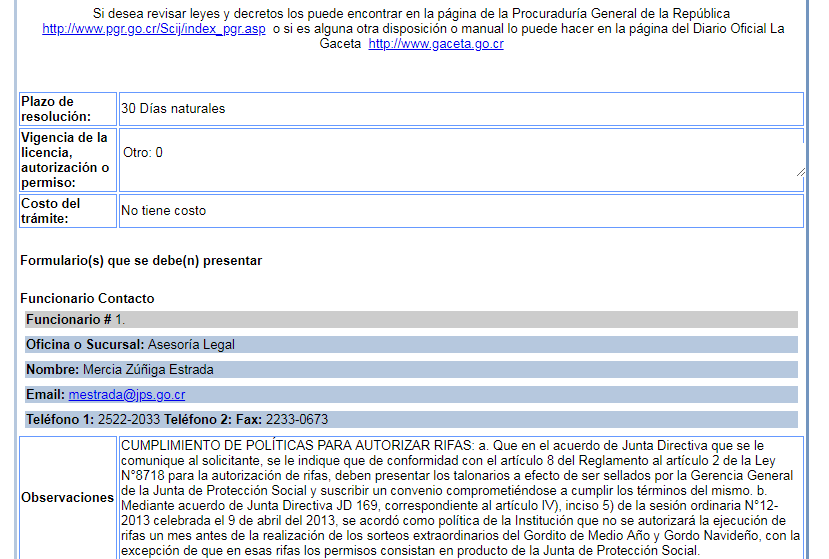 Si desea revisar leyes y decretos los puede encontrar en la página de la Procuraduría General de la República
http://www.pgr.go.cr/Scij/index_pgr.asp o si es alguna otra disposición o manual lo puede hacer en la página del Diario Oficial La
Gaceta http://www.gaceta.go.cr
Plazo de
resolución:
30 Días naturales
Vigencia de la
licencia,
autorización o
permiso:
Otro: 0
Costo del
trámite:
No tiene costo
Formulario(s) que se debe(n) presentar
Funcionario Contacto
Funcionario # 1.
Oficina o Sucursal: Asesoría Legal
Nombre: Mercia Zúñiga Estrada
Email: mestrada@jps.go.cr
Teléfono 1: 2522-2033 Teléfono 2: Fax: 2233-0673
Observaciones
CUMPLIMIENTO DE POLÍTICAS PARA AUTORIZAR RIFAS: a. Que en el acuerdo de Junta Directiva que se le
comunique al solicitante, se le indique que de conformidad con el artículo 8 del Reglamento al artículo 2 de la Ley
N°8718 para la autorización de rifas, deben presentar los talonarios a efecto de ser sellados por la Gerencia General
de la Junta de Protección Social y suscribir un convenio comprometiéndose a cumplir los términos del mismo. b.
Mediante acuerdo de Junta Directiva JD 169, correspondiente al artículo IV), inciso 5) de la sesión ordinaria N°12-
2013 celebrada el 9 de abril del 2013, se acordó como política de la Institución que no se autorizará la ejecución de
rifas un mes antes de la realización de los sorteos extraordinarios del Gordito de Medio Año y Gordo Navideño, con la
excepción de que en esas rifas los permisos consistan en producto de la Junta de Protección Social.